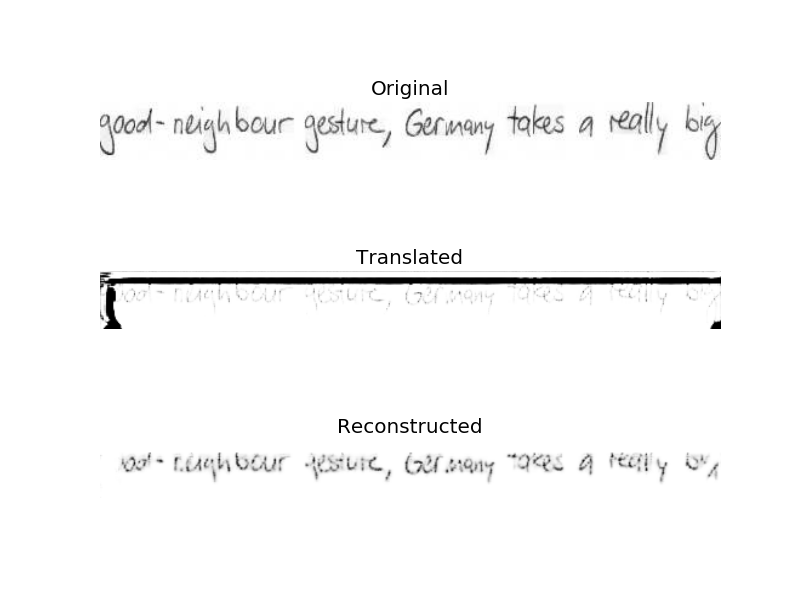 Original
good-neighbour gesture, Germany takes a really big
Translated
ood-neighbour gesture, Germany takes a really big
Reconstructed
ood-neighbour gesture, Germany takes a really